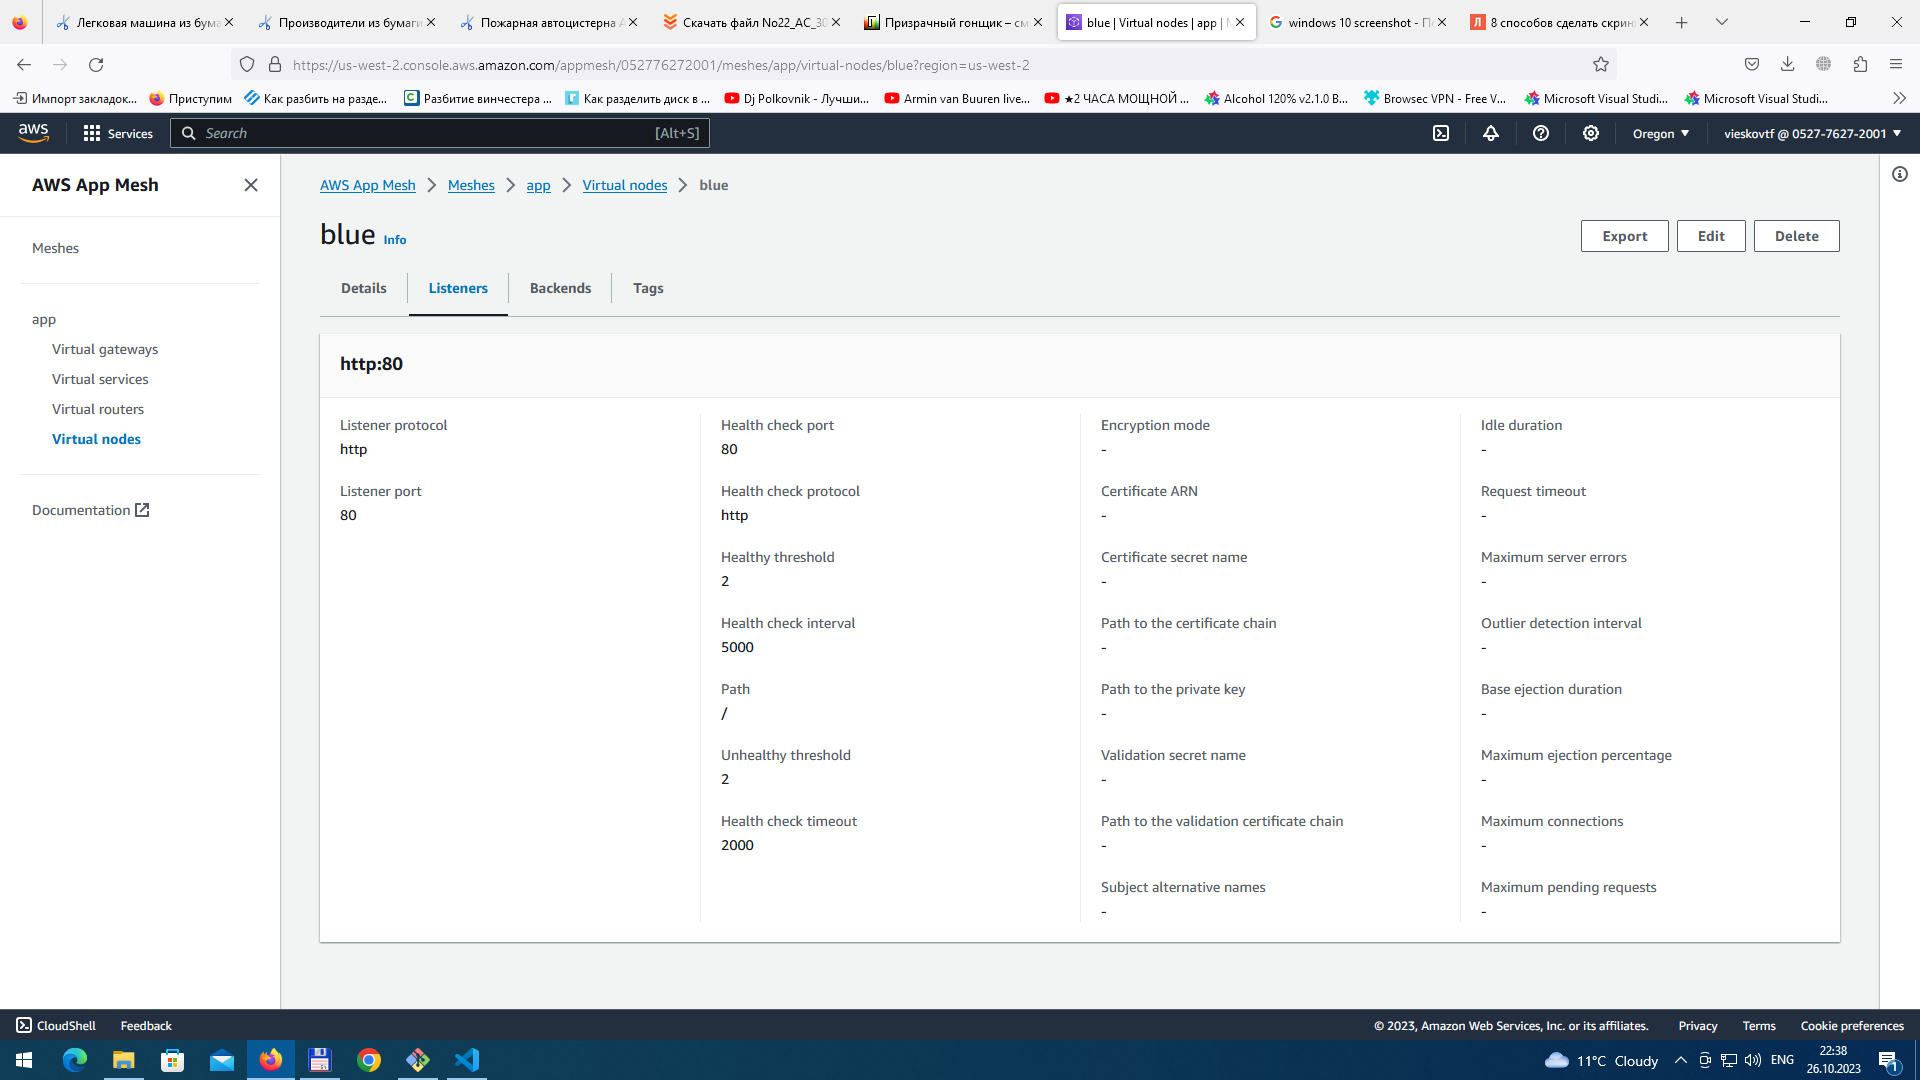 Легковая машина из бума
Производители из бумаги
Пожарная автоцистерна А
Скачать файл No22_AC_30
Призрачный гонщик – см
blue | Virtual nodes | app | M
windows 10 screenshot - По
8 способов сделать скрин
https://us-west-2.console.aws.amazon.com/appmesh/052776272001/meshes/app/virtual-nodes/blue?region=us-west-2
Импорт закладок...
Приступим
Как разбить на разде...
Разбитие винчестера ...
Как разделить диск в ...
Dj Polkovnik - Лучши...
Armin van Buuren live...
★2 ЧАСА МОЩНОЙ ...
Alcohol 120% v2.1.0 B...
Browsec VPN - Free V...
Microsoft Visual Studi...
Microsoft Visual Studi...
aws
Services
Search
[Alt+S]
Oregon
vieskovtf @ 0527-7627-2001
AWS App Mesh
Meshes
app
Virtual gateways
Virtual services
Virtual routers
Virtual nodes
Documentation
AWS App Mesh
Meshes
app
Virtual nodes
blue
blue Info
Export
Edit
Delete
Details
Listeners
Backends
Tags
http:80
Listener protocol
http
Listener port
80
Health check port
80
Health check protocol
http
Healthy threshold
2
Health check interval
5000
Path
/
Unhealthy threshold
2
Health check timeout
2000
Encryption mode
-
Certificate ARN
-
Certificate secret name
-
Path to the certificate chain
-
Path to the private key
-
Validation secret name
-
Path to the validation certificate chain
-
Subject alternative names
-
Idle duration
-
Request timeout
-
Maximum server errors
-
Outlier detection interval
-
Base ejection duration
-
Maximum ejection percentage
-
Maximum connections
-
Maximum pending requests
-
CloudShell
Feedback
© 2023, Amazon Web Services, Inc. or its affiliates.
Privacy
Terms
Cookie preferences
11°C Cloudy
ENG
22:38
26.10.2023
1